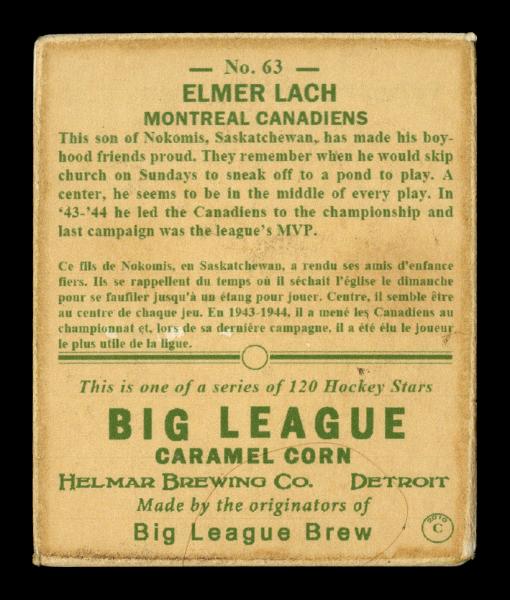 — No. 63 —
ELMER LACH
MONTREAL CANADIENS
This son of Nokomis, Saskatchewan, has made his boy-
hood friends proud. They remember when he would skip
church on Sundays to sneak off to a pond to play. A
center, he seems to be in the middle of every play. In
'43-'44 he led the Canadiens to the championship and
last campaign was the league's MVP.
Ce fils de Nokomis, en Saskatchewan, a rendu ses amis d'enfance
fiers. Ils se rappellent du temps où il séchait l'église le dimanche
pour se faufiler jusqu'à un étang pour jouer. Centre, il semble être
au centre de chaque jeu. En 1943-1944, il a mené les Canadiens au
championnat et, lors de sa dernière campagne, il a été élu le joueur
le plus utile de la ligue.
This is one of a series of 120 Hockey Stars
BIG LEAGUE
CARAMEL CORN
HELMAR BREWING CO. DETROIT
Made by the originators of
Big League Brew
2010
C